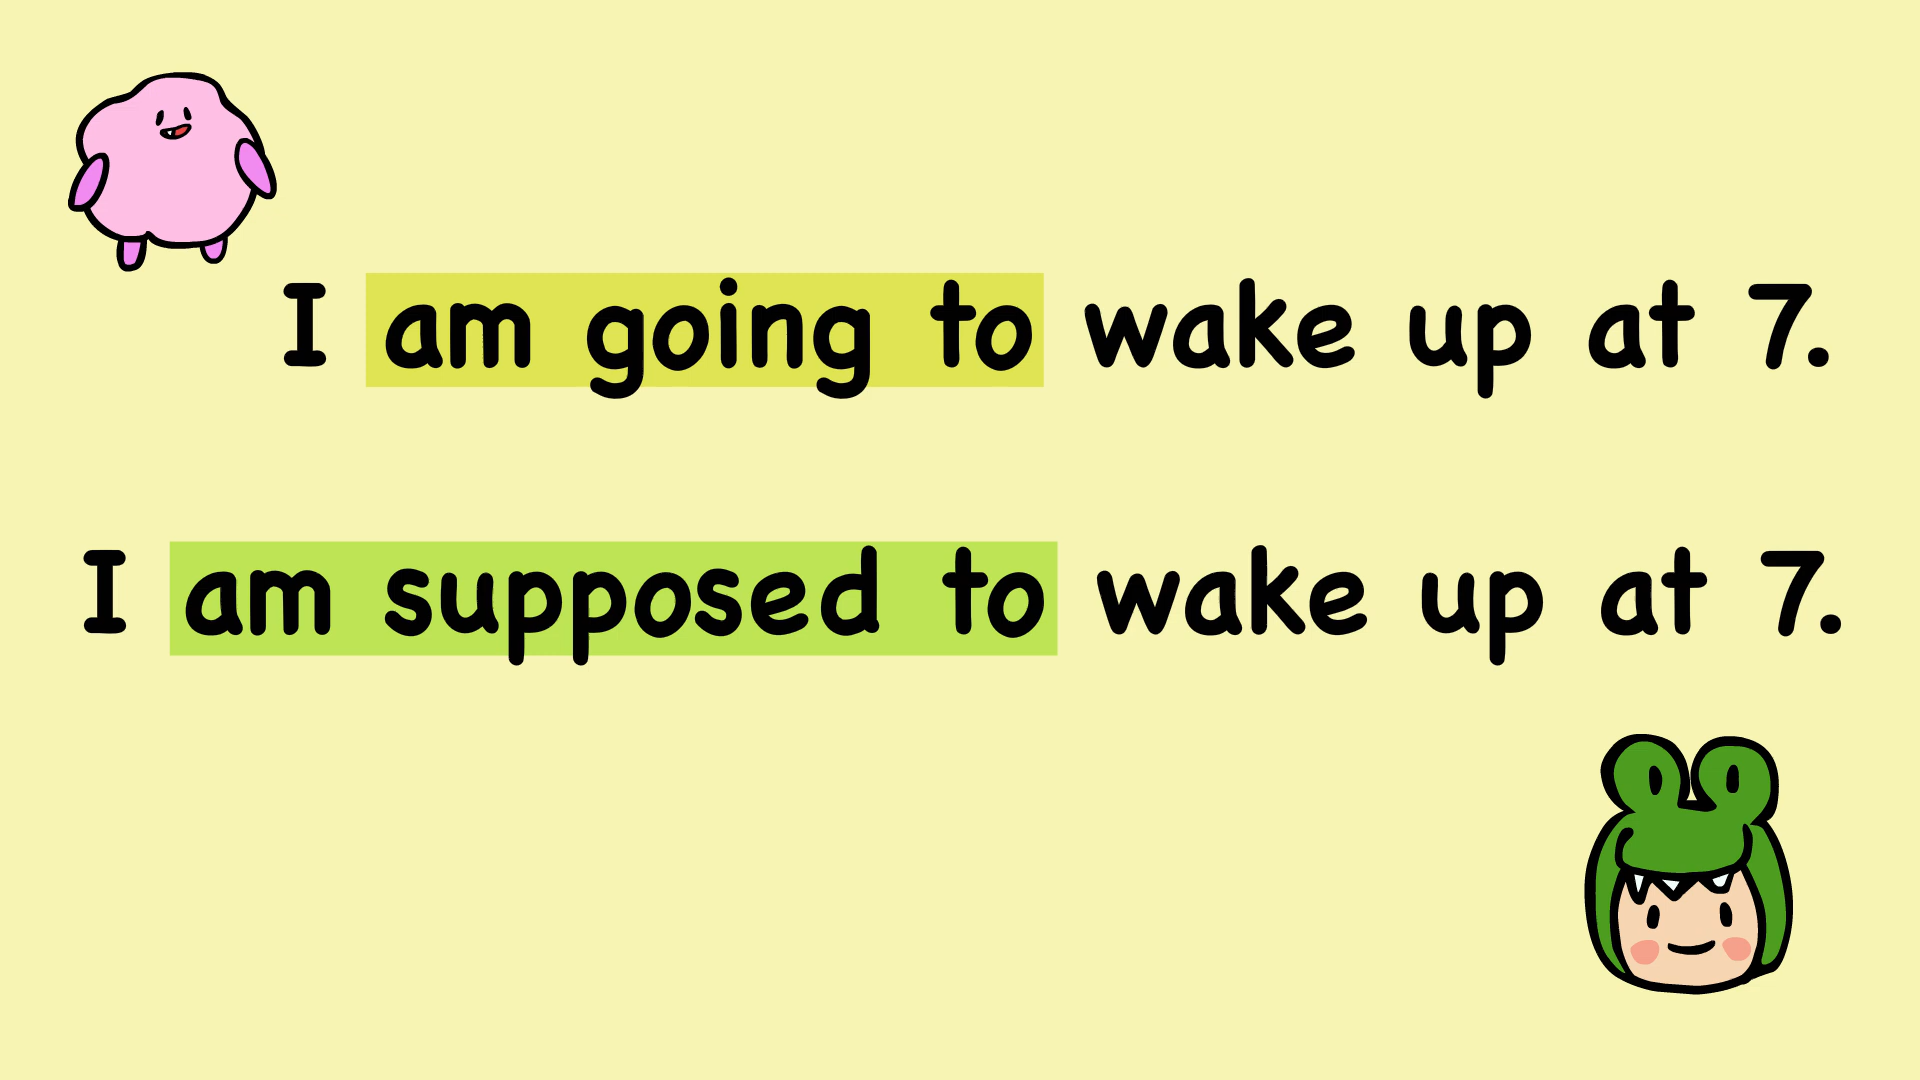 I am going to wake up at 7.
I am supposed to wake up at 7.